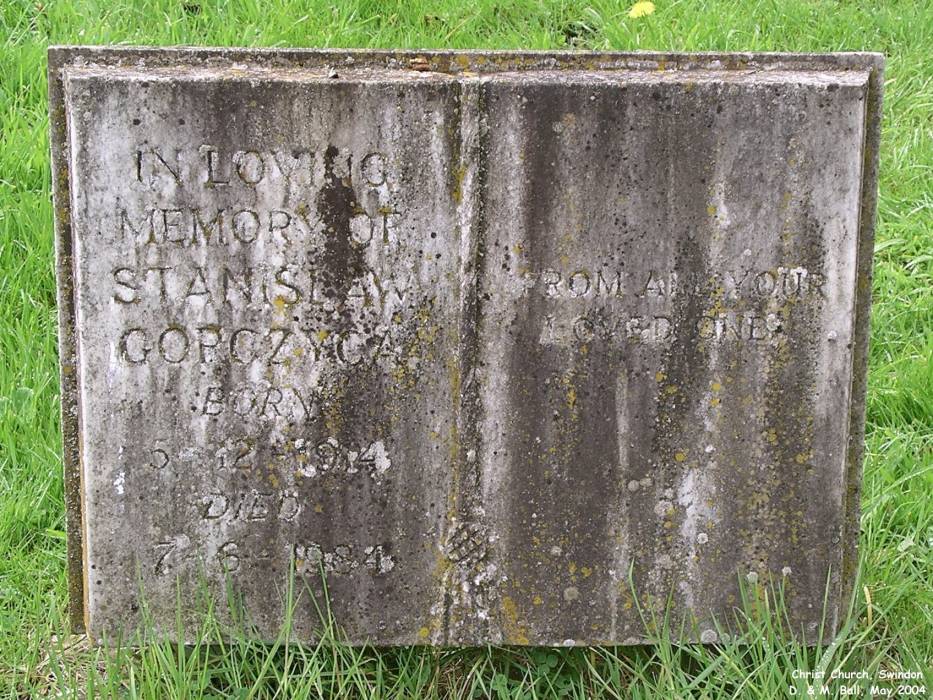 IN LOVING
MEMORY OF
STANISLAW
GORCZYCA
BORN
5-12-1914
DIED
7-6-1984
FROM ALL YOUR
LOVED ONES
Christ Church, Swindon
D. & M. Bull, May 2004